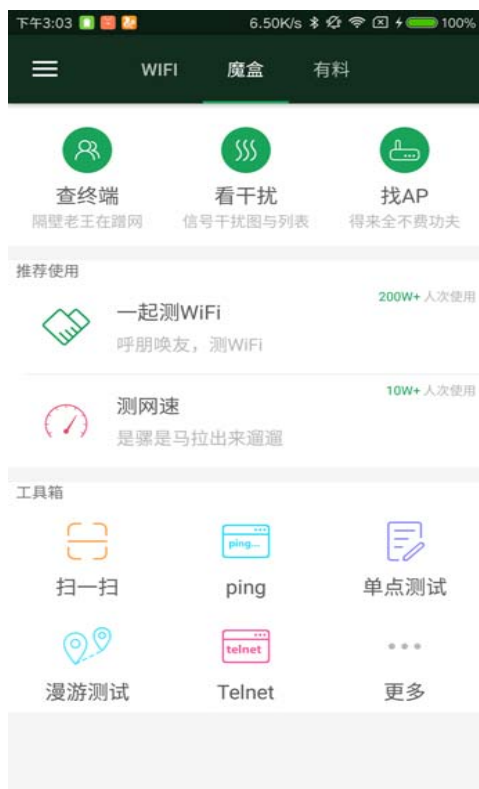 下午3:03 6.50K/s 100%
WIFI 魔盒 有料
查终端 看干扰 找AP
隔壁老王在蹭网 信号干扰图与列表 得来全不费功夫
推荐使用
200W+ 人次使用
一起测WiFi
呼朋唤友，测WiFi
10W+ 人次使用
测网速
是骡是马拉出来遛遛
工具箱
ping...
扫一扫 ping 单点测试
telnet
漫游测试 Telnet 更多